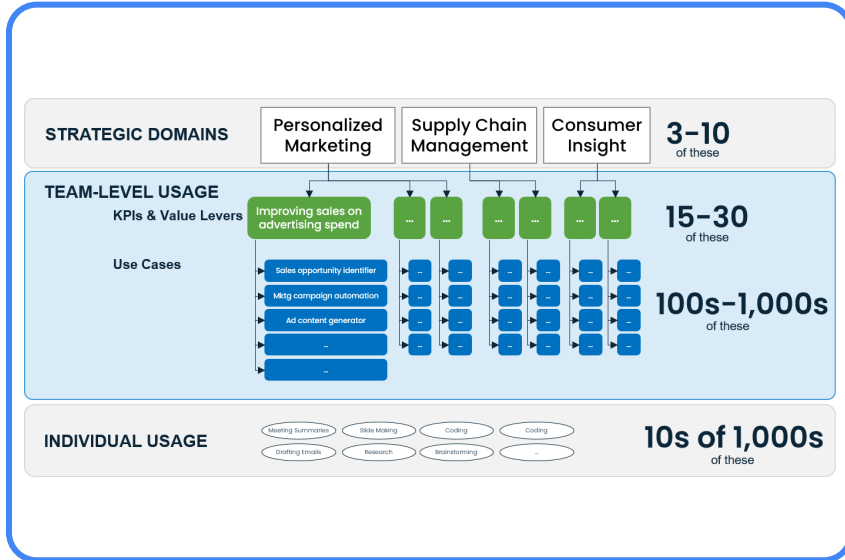 STRATEGIC DOMAINS
Personalized
Marketing
Supply Chain
Management
Consumer
Insight
3-10
of these
TEAM-LEVEL USAGE
KPIs & Value Levers
Improving sales on
advertising spend
...
...
...
...
...
...
15-30
of these
Use Cases
Sales opportunity identifier
...
...
...
...
...
...
Mktg campaign automation
...
...
...
...
...
...
Ad content generator
...
...
...
...
...
...
...
...
...
...
...
...
...
...
100s-1,000s
of these
INDIVIDUAL USAGE
Meeting Summaries
Slide Making
Coding
Coding
Drafting Emails
Research
Brainstorming
...
10s of 1,000s
of these